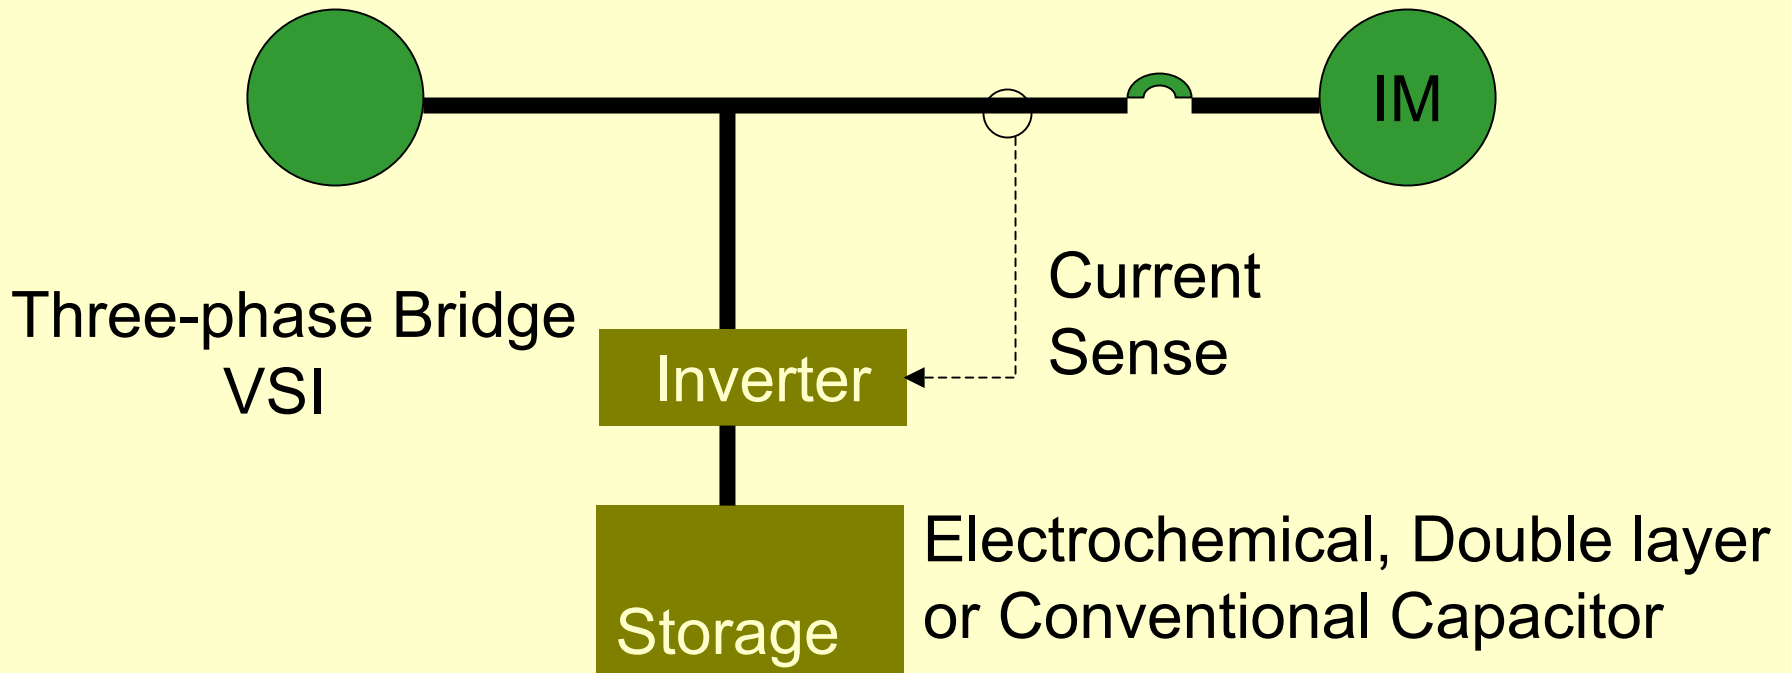 IM
Current
Sense
Three-phase Bridge
VSI
Inverter
Electrochemical, Double layer
or Conventional Capacitor
Storage